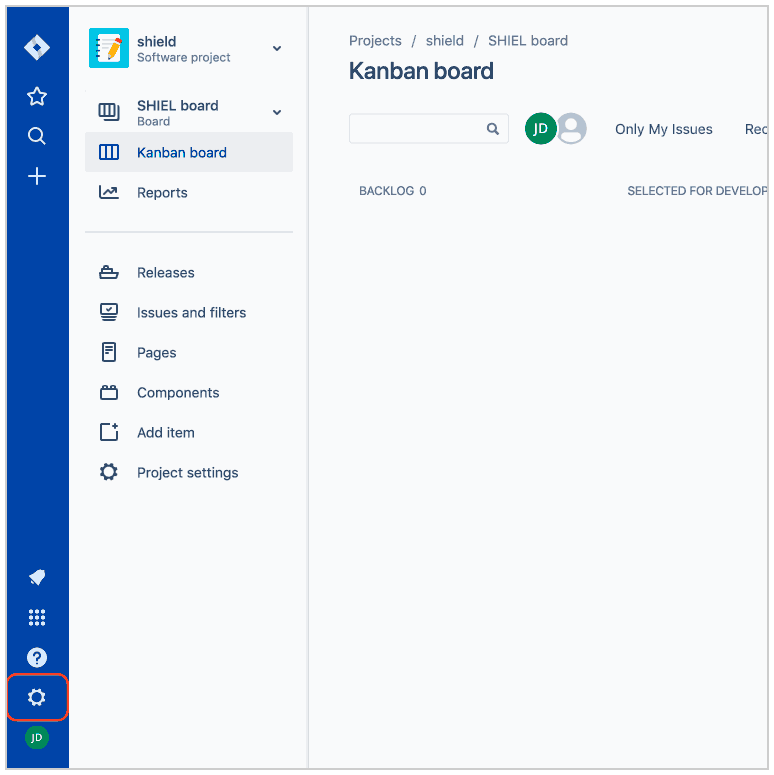 shield
Software project
SHIEL board
Board
Kanban board
Reports
Releases
Issues and filters
Pages
Components
Add item
Project settings
JD
Projects / shield / SHIEL board
Kanban board
JD
Only My Issues
Rec
BACKLOG 0
SELECTED FOR DEVELOP